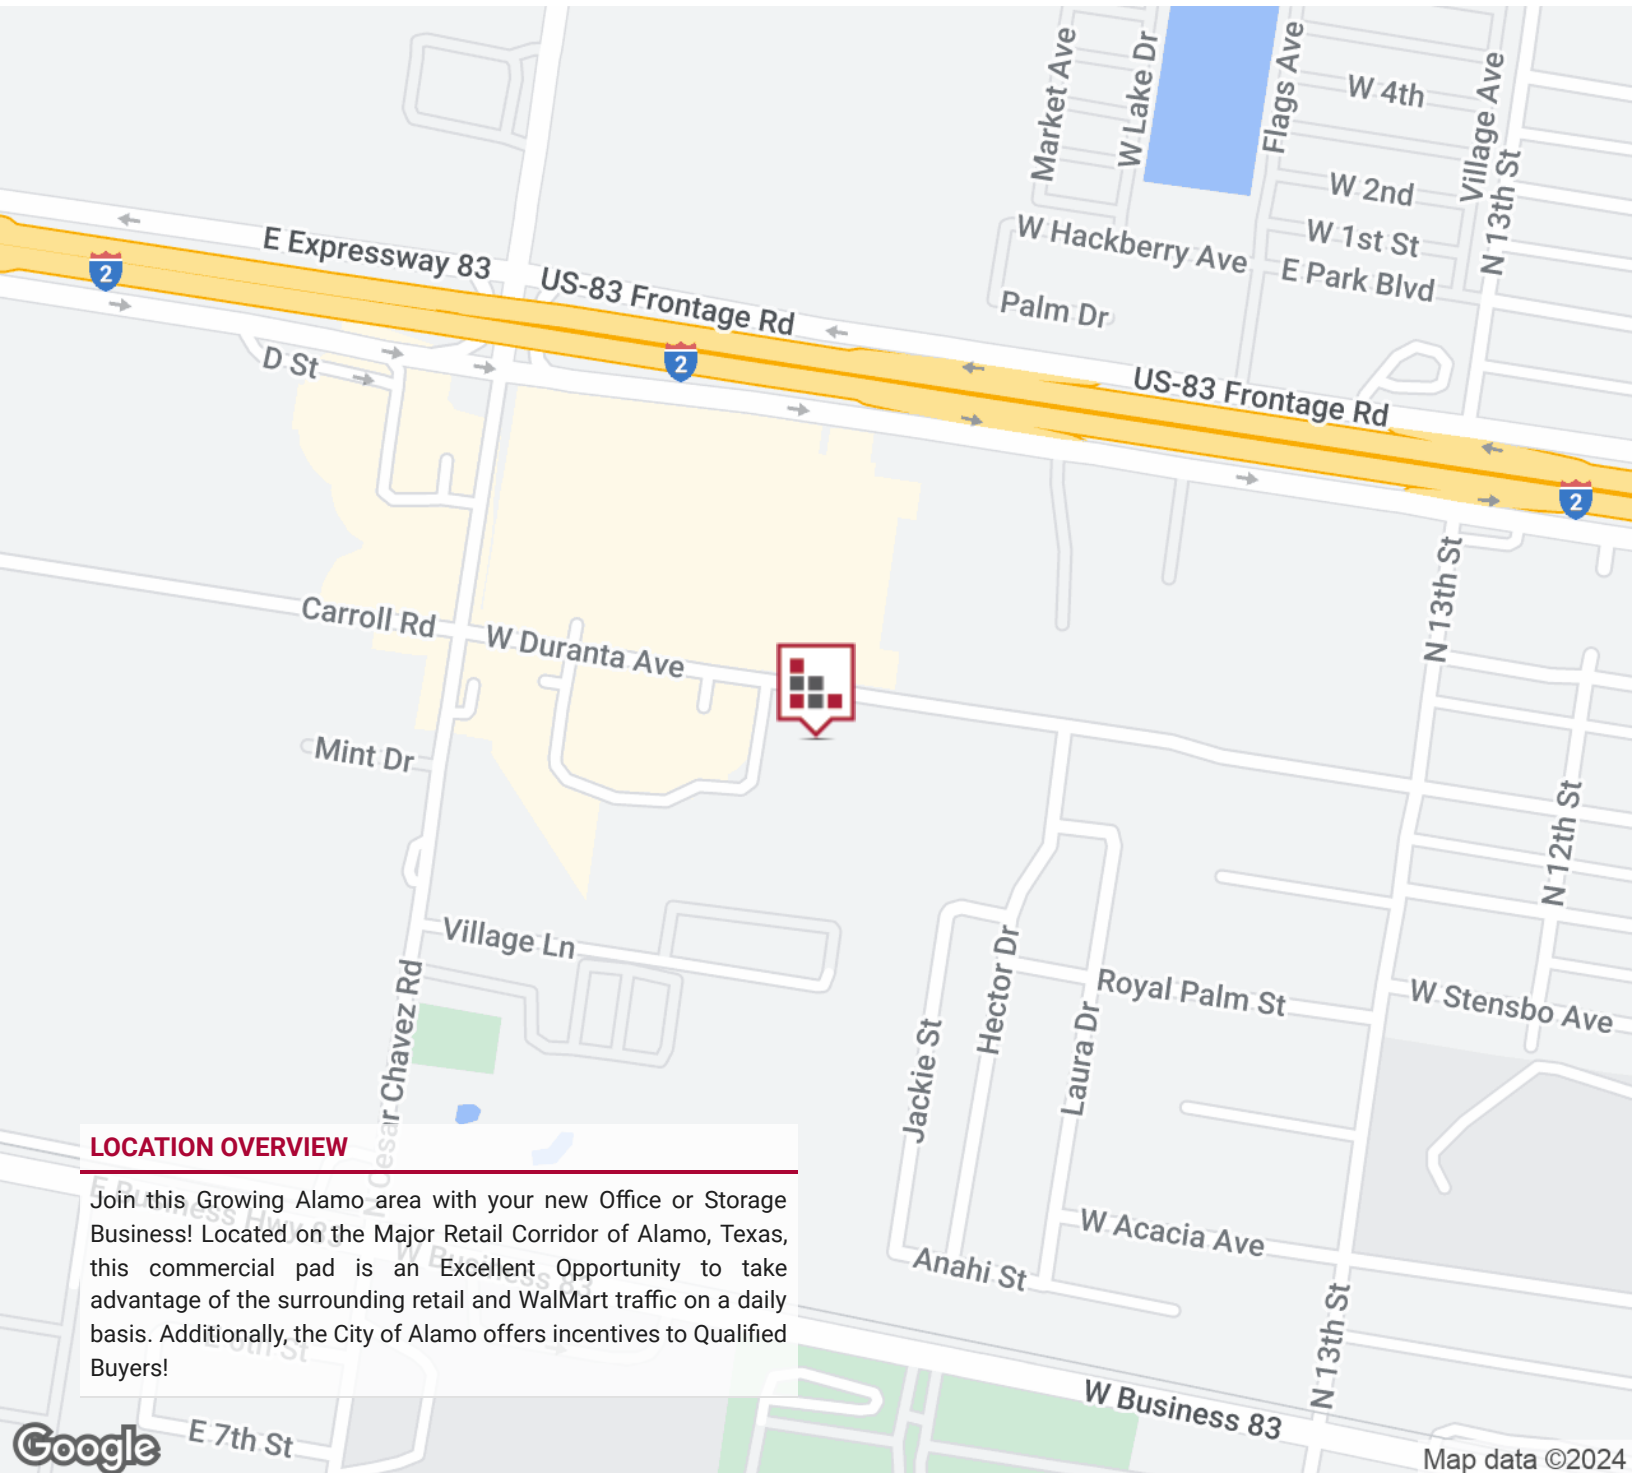 Market Ave
W Lake Dr
Flags Ave
W 4th
Village Ave
W 2nd
N 13th St
W 1st St
W Hackberry Ave
E Park Blvd
E Expressway 83
2
US-83 Frontage Rd
Palm Dr
D St
2
US-83 Frontage Rd
2
N 13th St
Carroll Rd
W Duranta Ave
Mint Dr
N 12th St
Village Ln
Royal Palm St
W Stensbo Ave
N Cesar Chavez Rd
Jackie St
Hector Dr
Laura Dr
LOCATION OVERVIEW
Join this Growing Alamo area with your new Office or Storage
Business! Located on the Major Retail Corridor of Alamo, Texas,
this commercial pad is an Excellent Opportunity to take
advantage of the surrounding retail and WalMart traffic on a daily
basis. Additionally, the City of Alamo offers incentives to Qualified
Buyers!
E Business Hwy 83
W Business 83
W Acacia Ave
Anahi St
N 13th St
W Business 83
E 7th St
Google
Map data ©2024